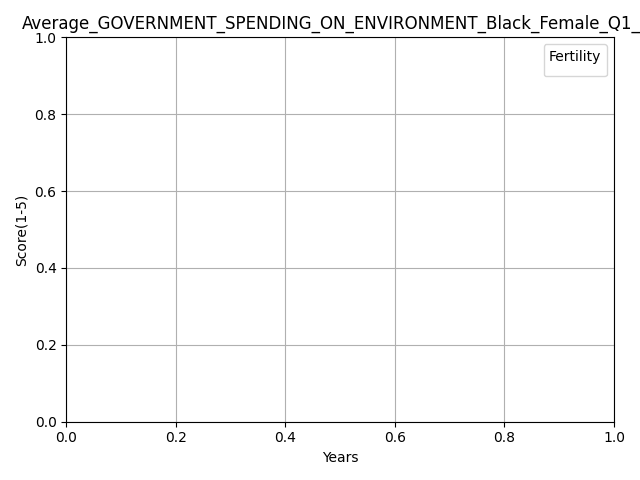 Average_GOVERNMENT_SPENDING_ON_ENVIRONMENT_Black_Female_Q1_
Fertility
1.0
0.8
0.6
0.4
0.2
0.0
Score(1-5)
0.0 0.2 0.4 0.6 0.8 1.0
Years